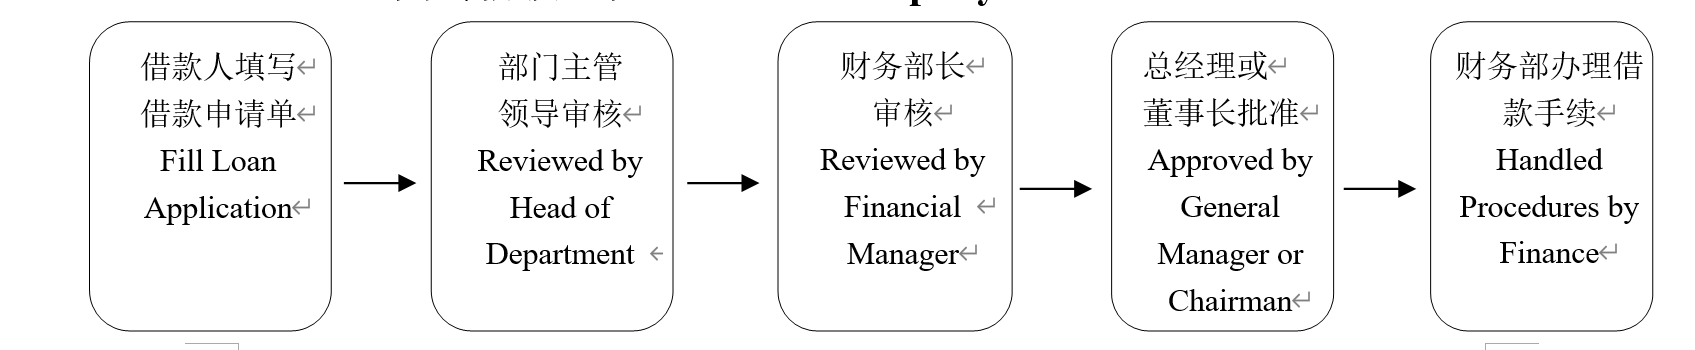 借款人填写
借款申请单
Fill Loan
Application
部门主管
领导审核
Reviewed by
Head of
Department
财务部长
审核
Reviewed by
Financial
Manager
总经理或
董事长批准
Approved by
General
Manager or
Chairman
财务部办理借
款手续
Handled
Procedures by
Finance